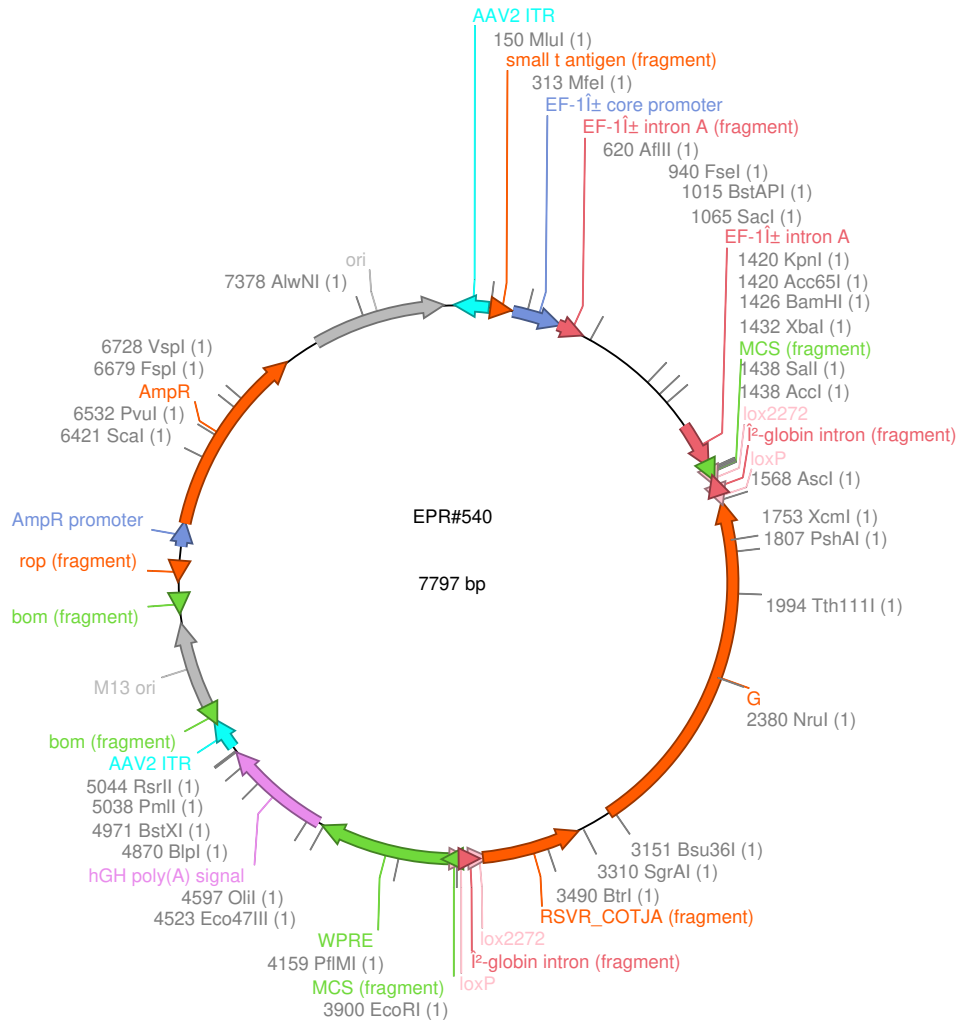 AAV2 ITR
150 MluI (1)
small t antigen (fragment)
313 MfeI (1)
EF-1Î± core promoter
EF-1Î± intron A (fragment)
620 AflII (1)
940 FseI (1)
1015 BstAPI (1)
1065 SacI (1)
EF-1Î± intron A
1420 KpnI (1)
1420 Acc65I (1)
1426 BamHI (1)
1432 XbaI (1)
MCS (fragment)
1438 SalI (1)
1438 AccI (1)
lox2272
Î²-globin intron (fragment)
loxP
1568 AscI (1)
1753 XcmI (1)
1807 PshAI (1)
1994 Tth111I (1)
G
2380 NruI (1)
3151 Bsu36I (1)
3310 SgrAI (1)
3490 BtrI (1)
RSVR_COTJA (fragment)
lox2272
Î²-globin intron (fragment)
loxP
3900 EcoRI (1)
MCS (fragment)
4159 PflMI (1)
WPRE
4523 Eco47III (1)
4597 OliI (1)
hGH poly(A) signal
4870 BlpI (1)
4971 BstXI (1)
5038 PmlI (1)
5044 RsrII (1)
AAV2 ITR
bom (fragment)
M13 ori
bom (fragment)
rop (fragment)
AmpR promoter
6421 ScaI (1)
6532 PvuI (1)
AmpR
6679 FspI (1)
6728 VspI (1)
7378 AlwNI (1)
ori
EPR#540
7797 bp